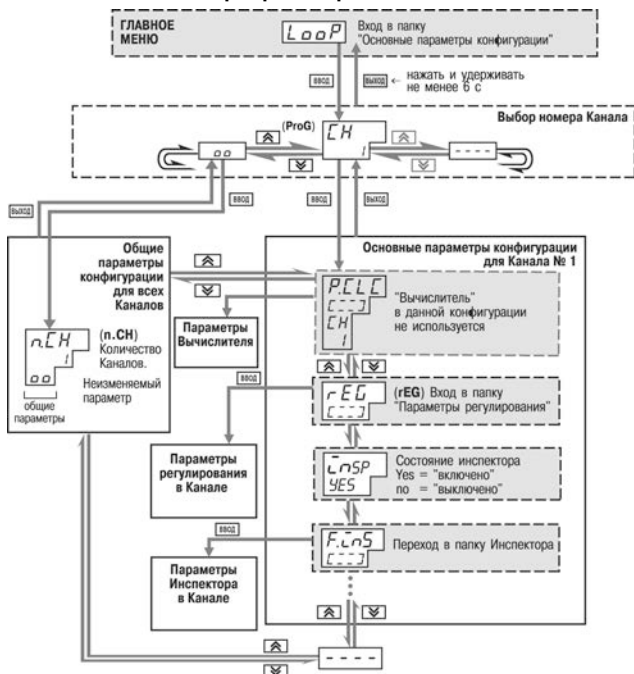 ГЛАВНОЕ
МЕНЮ
LooP
Вход в папку
"Основные параметры конфигурации"
ВВОД
ВЫХОД
нажать и удерживать
не менее 6 с
Выбор номера Канала
(ProG)
CH
1
oo
- - - -
ВЫХОД
ВВОД
ВВОД
ВЫХОД
Общие
параметры
конфигурации
для всех
Каналов
n.CH
1
oo
(n.CH)
Количество
Каналов.
Неизменяемый
параметр
общие
параметры
Основные параметры конфигурации
для Канала № 1
P.CLC
[---]
CH
1
"Вычислитель"
в данной конфигурации
не используется
Параметры
Вычислителя
ВВОД
rEG
[---]
(rEG) Вход в папку
"Параметры регулирования"
Параметры
регулирования
в Канале
inSP
YES
Состояние инспектора
Yes = "включено"
no = "выключено"
ВВОД
F.inS
[---]
Переход в папку Инспектора
Параметры
Инспектора
в Канале
- - - -